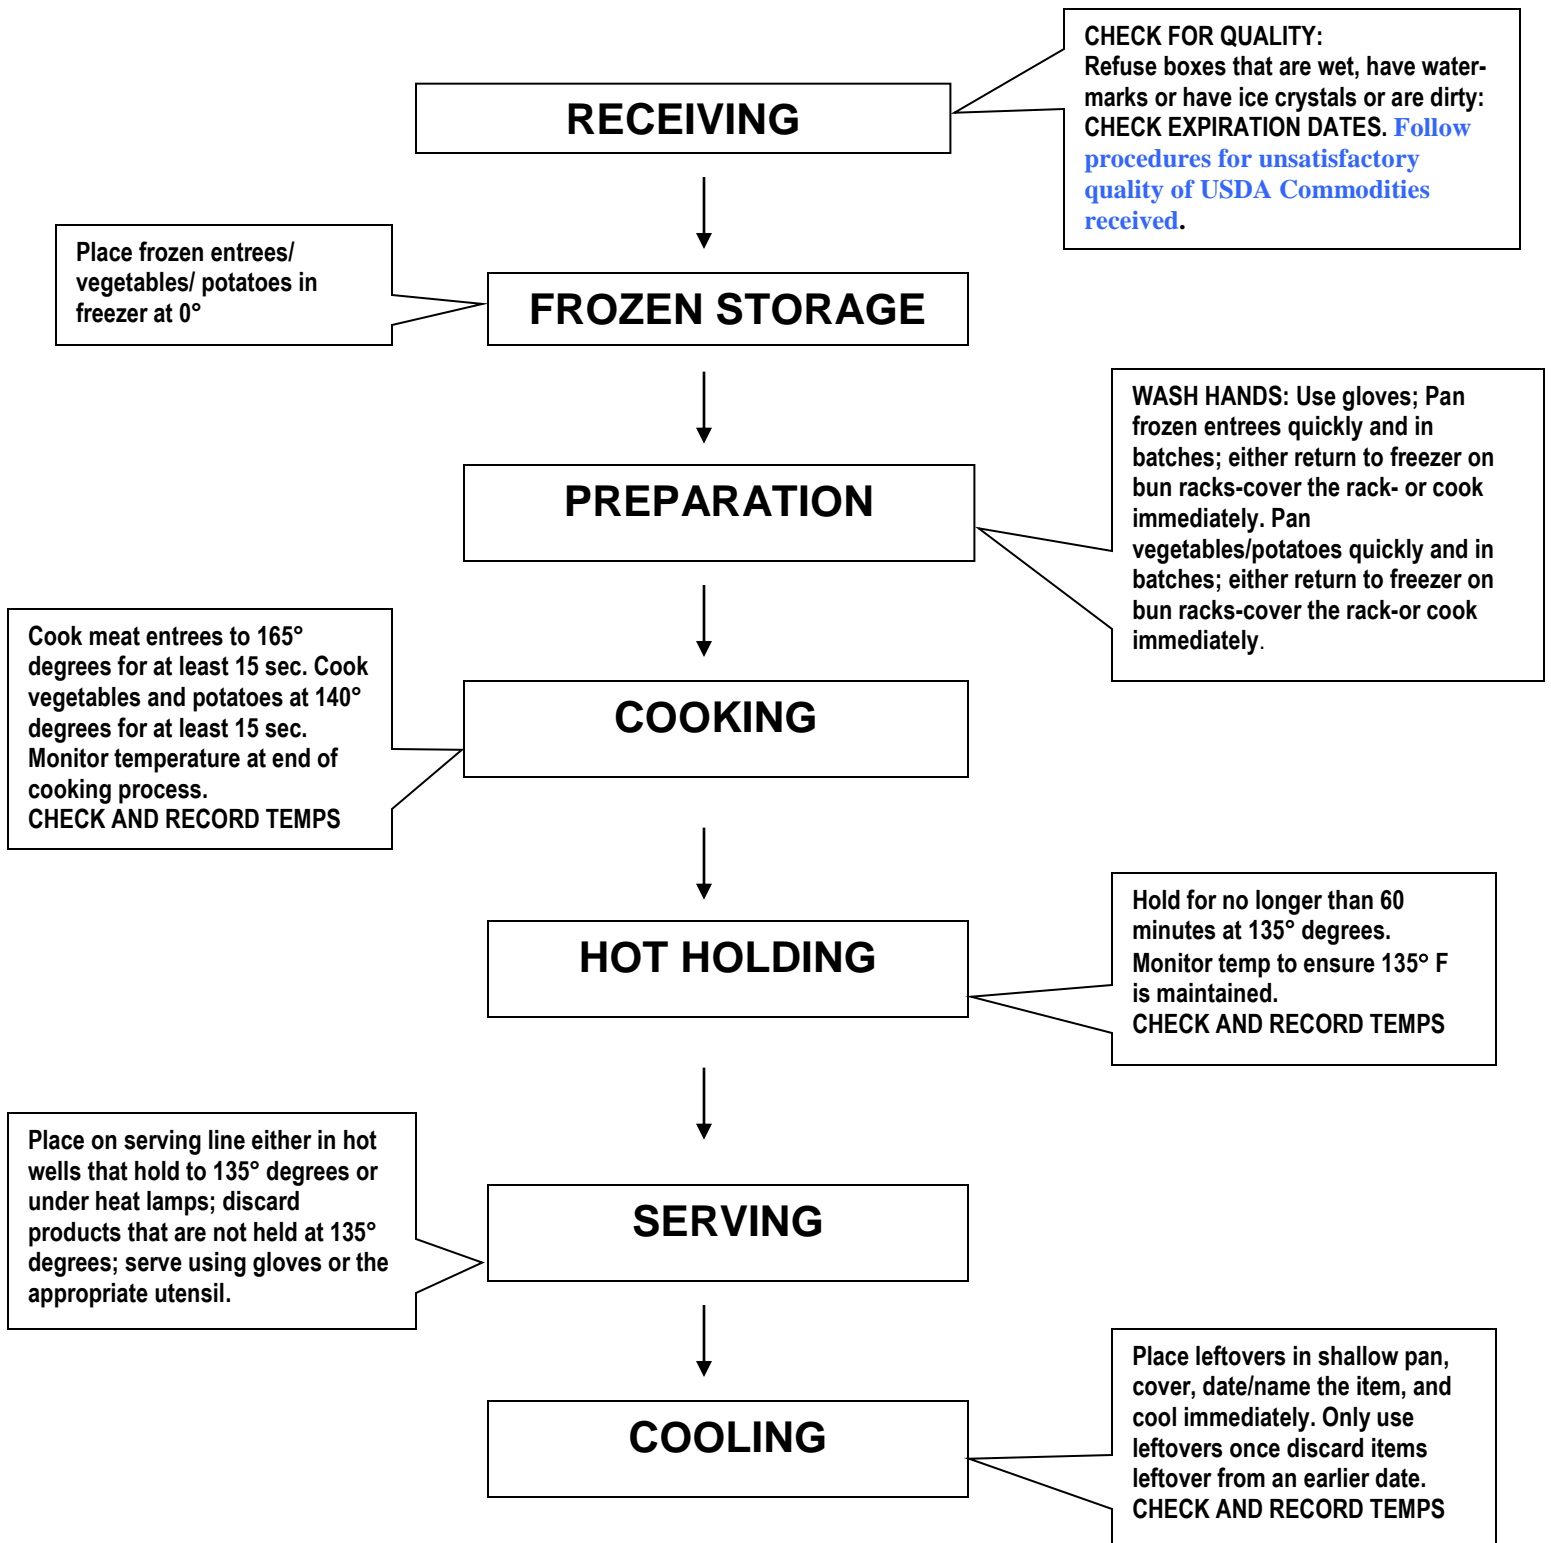 RECEIVING
CHECK FOR QUALITY:
Refuse boxes that are wet, have water-
marks or have ice crystals or are dirty:
CHECK EXPIRATION DATES. Follow
procedures for unsatisfactory
quality of USDA Commodities
received.
Place frozen entrees/
vegetables/ potatoes in
freezer at 0°
FROZEN STORAGE
WASH HANDS: Use gloves; Pan
frozen entrees quickly and in
batches; either return to freezer on
bun racks-cover the rack- or cook
immediately. Pan
vegetables/potatoes quickly and in
batches; either return to freezer on
bun racks-cover the rack-or cook
immediately.
PREPARATION
Cook meat entrees to 165°
degrees for at least 15 sec. Cook
vegetables and potatoes at 140°
degrees for at least 15 sec.
Monitor temperature at end of
cooking process.
CHECK AND RECORD TEMPS
COOKING
Hold for no longer than 60
minutes at 135° degrees.
Monitor temp to ensure 135° F
is maintained.
CHECK AND RECORD TEMPS
HOT HOLDING
Place on serving line either in hot
wells that hold to 135° degrees or
under heat lamps; discard
products that are not held at 135°
degrees; serve using gloves or the
appropriate utensil.
SERVING
Place leftovers in shallow pan,
cover, date/name the item, and
cool immediately. Only use
leftovers once discard items
leftover from an earlier date.
CHECK AND RECORD TEMPS
COOLING